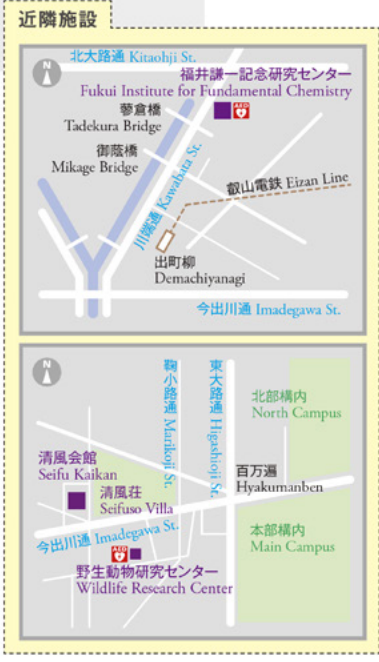 近隣施設
N
北大路通 Kitaohji St.
福井謙一記念研究センター
Fukui Institute for Fundamental Chemistry
AED
蓼倉橋
Tadekura Bridge
御蔭橋
Mikage Bridge
川端通 Kawabata St.
叡山電鉄 Eizan Line
出町柳
Demachiyanagi
今出川通 Imadegawa St.
N
鞠小路通 Marikoji St.
東大路通 Higashioji St.
北部構内
North Campus
清風会館
Seifu Kaikan
清風荘
Seifuso Villa
百万遍
Hyakumanben
今出川通 Imadegawa St.
本部構内
Main Campus
AED
野生動物研究センター
Wildlife Research Center